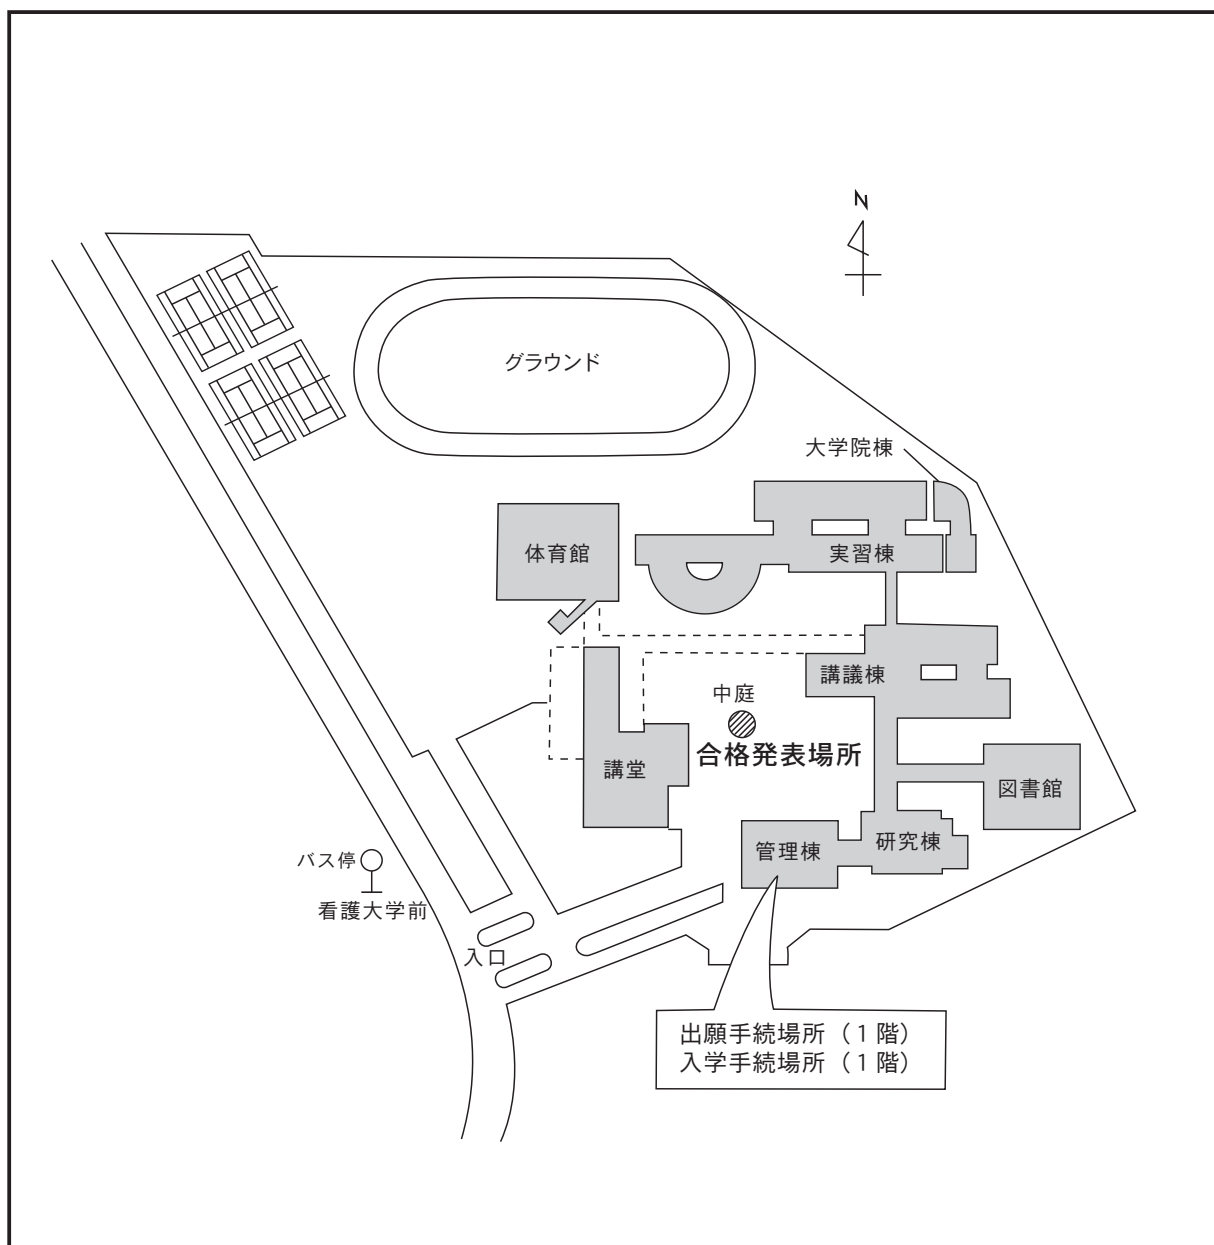 N
グラウンド
大学院棟
体育館
実習棟
講議棟
中庭
合格発表場所
講堂
図書館
管理棟
研究棟
バス停
看護大学前
入口
出願手続場所（1階）
入学手続場所（1階）